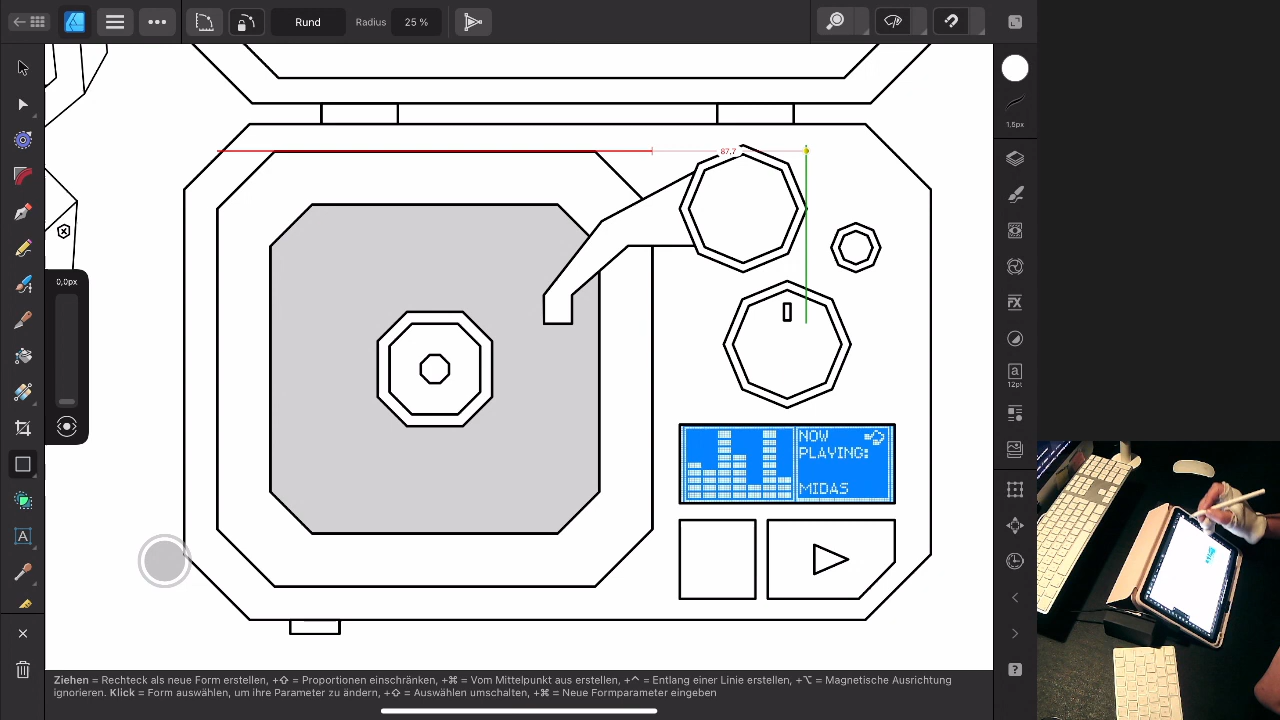 Rund
Radius
25 %
1,5px
87,7
0,0px
a
12pt
NOW
PLAYING:
MIDAS
A
FX
?
Ziehen = Rechteck als neue Form erstellen, +⇧ = Proportionen einschränken, +⌘ = Vom Mittelpunkt aus erstellen, +⌃ = Entlang einer Linie erstellen, +⌥ = Magnetische Ausrichtung
ignorieren. Klick = Form auswählen, um ihre Parameter zu ändern, +⇧ = Auswählen umschalten, +⌘ = Neue Formparameter eingeben